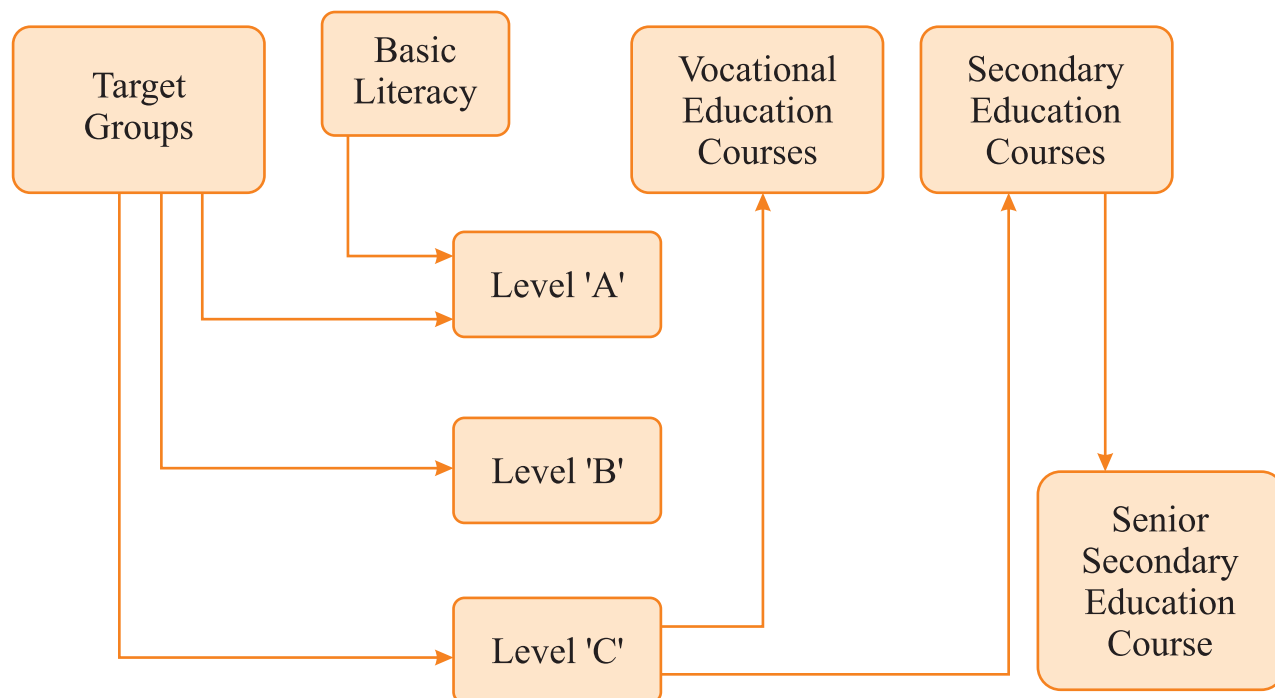 Target
Groups
Basic
Literacy
Vocational
Education
Courses
Secondary
Education
Courses
Level 'A'
Level 'B'
Level 'C'
Senior
Secondary
Education
Course